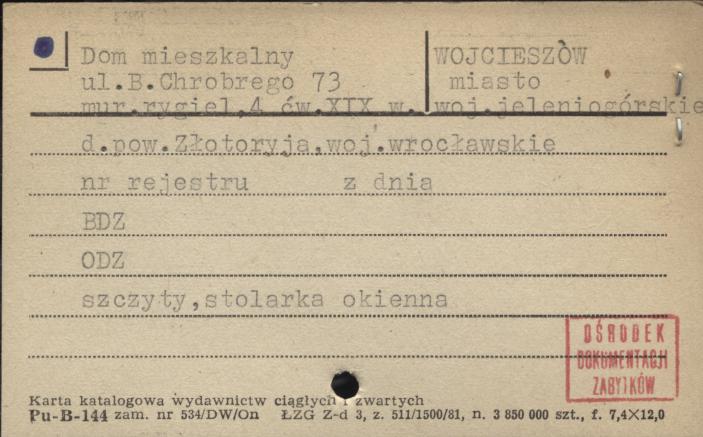 Dom mieszkalny
ul.B.Chrobrego 73
mur.rygiel,4 ćw.XIX w.
WOJCIESZÓW
miasto
woj.jeleniogórskie
d.pow.Złotoryja,woj.wrocławskie
nr rejestru z dnia
BDZ
ODZ
szczyty,stolarka okienna
OŚRODEK
DOKUMENTACJI
ZABYTKÓW
Karta katalogowa wydawnictw ciągłych i zwartych
Pu-B-144 zam. nr 534/DW/On ŁZG Z-d 3, z. 511/1500/81, n. 3 850 000 szt., f. 7,4×12,0